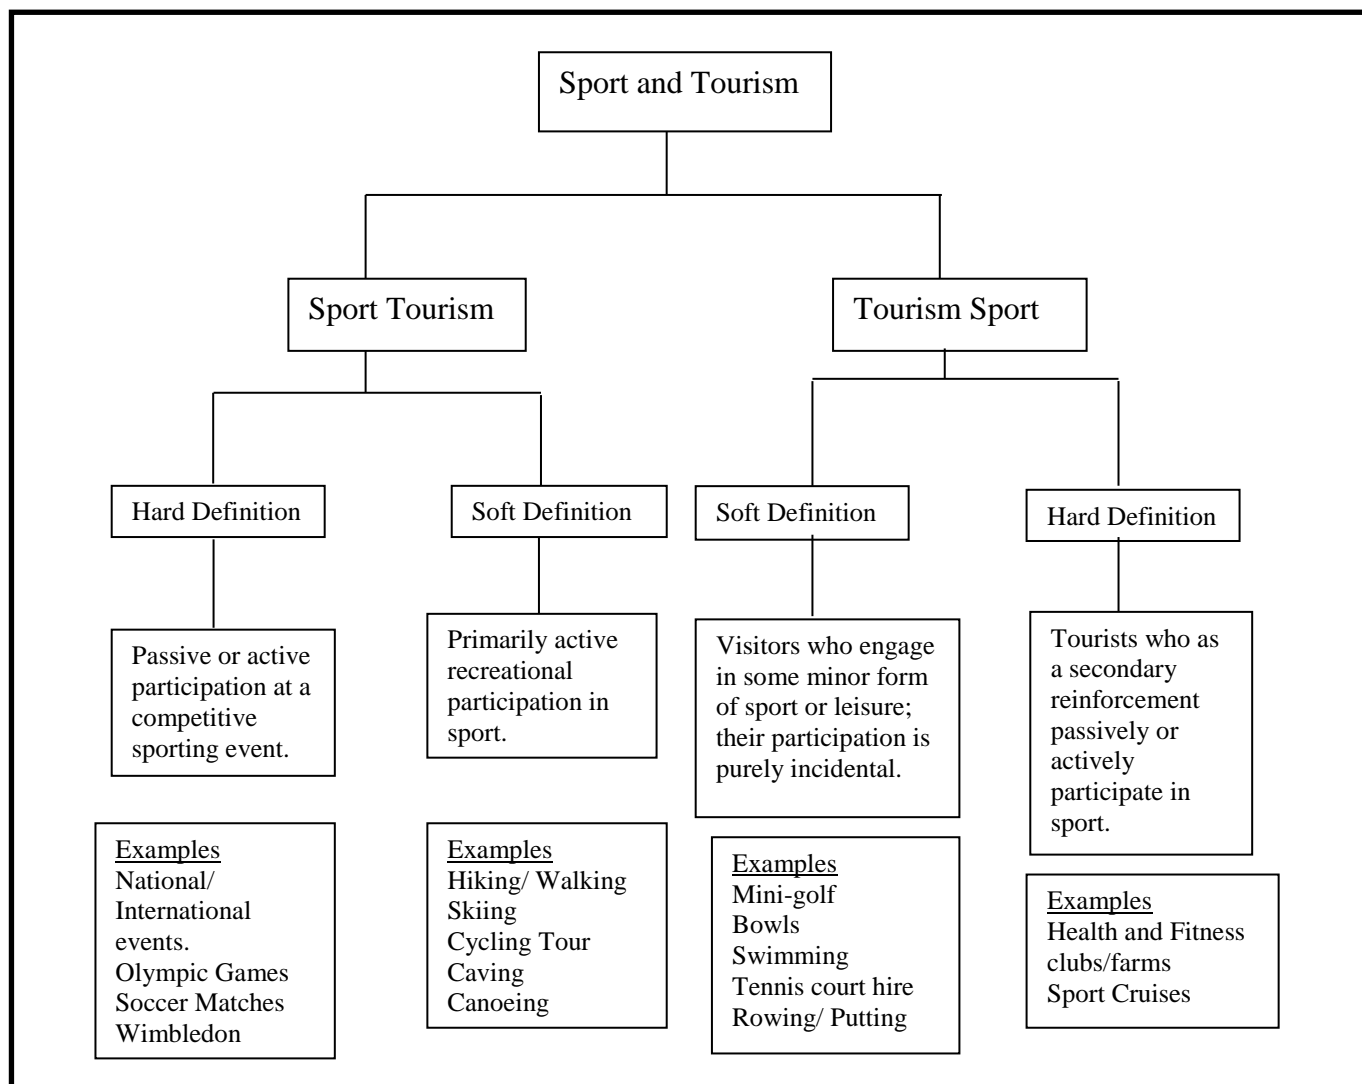 Sport and Tourism
Sport Tourism
Tourism Sport
Hard Definition
Soft Definition
Soft Definition
Hard Definition
Passive or active
participation at a
competitive
sporting event.
Primarily active
recreational
participation in
sport.
Visitors who engage
in some minor form
of sport or leisure;
their participation is
purely incidental.
Tourists who as
a secondary
reinforcement
passively or
actively
participate in
sport.
Examples
National/
International
events.
Olympic Games
Soccer Matches
Wimbledon
Examples
Hiking/ Walking
Skiing
Cycling Tour
Caving
Canoeing
Examples
Mini-golf
Bowls
Swimming
Tennis court hire
Rowing/ Putting
Examples
Health and Fitness
clubs/farms
Sport Cruises